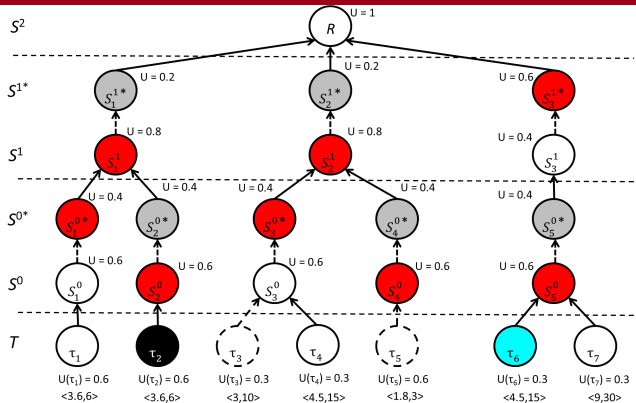 S² R U = 1
U = 0.2 U = 0.2 U = 0.6
S¹* S₁¹* S₂¹* S₃¹*
U = 0.8 U = 0.8 U = 0.4
S¹ S₁¹ S₂¹ S₃¹
U = 0.4 U = 0.4 U = 0.4 U = 0.4 U = 0.4
S⁰* S₁⁰* S₂⁰* S₃⁰* S₄⁰* S₅⁰*
U = 0.6 U = 0.6 U = 0.6 U = 0.6 U = 0.6
S⁰ S₁⁰ S₂⁰ S₃⁰ S₄⁰ S₅⁰
T τ₁ τ₂ τ₃ τ₄ τ₅ τ₆ τ₇
U(τ₁) = 0.6 U(τ₂) = 0.6 U(τ₃) = 0.3 U(τ₄) = 0.3 U(τ₅) = 0.6 U(τ₆) = 0.3 U(τ₇) = 0.3
<3.6,6> <3.6,6> <3,10> <4.5,15> <1.8,3> <4.5,15> <9,30>